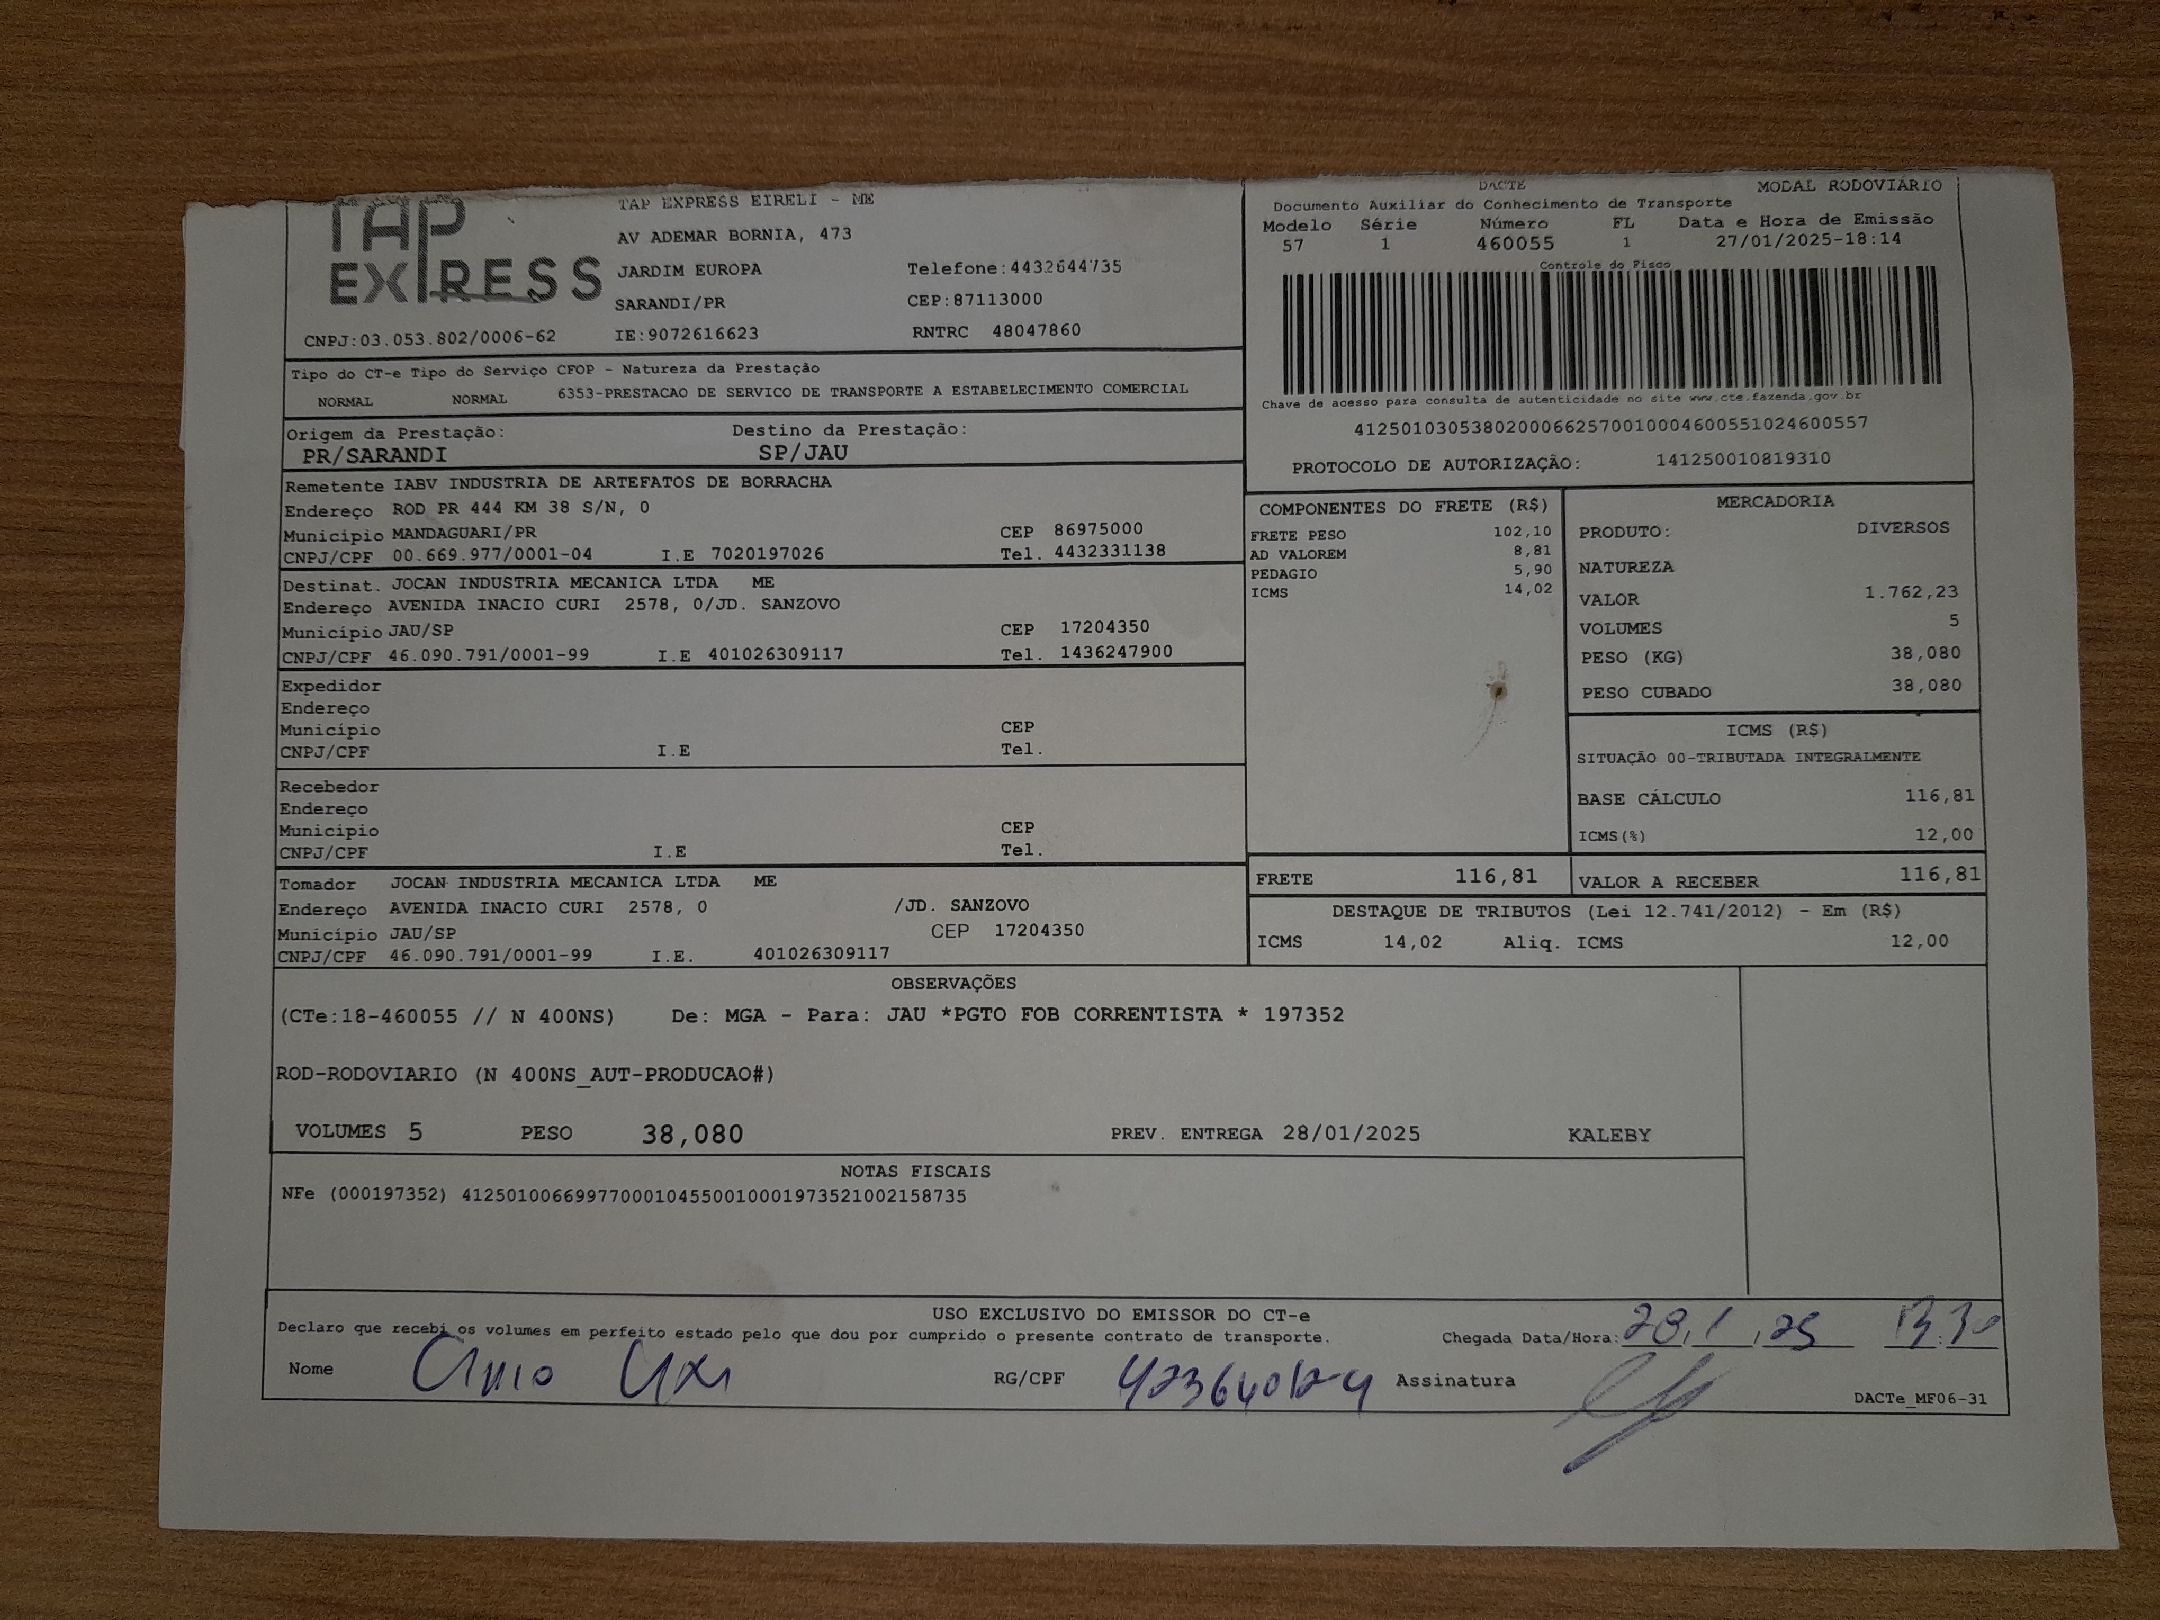 TAP EXPRESS
TAP EXPRESS EIRELI - ME
AV ADEMAR BORNIA, 473
JARDIM EUROPA Telefone:4432644735
SARANDI/PR CEP:87113000
CNPJ:03.053.802/0006-62 IE:9072616623 RNTRC 48047860
DACTE MODAL RODOVIÁRIO
Documento Auxiliar do Conhecimento de Transporte
Modelo Série Número FL Data e Hora de Emissão
57 1 460055 1 27/01/2025-18:14
Controle do Fisco
Chave de acesso para consulta de autenticidade no site www.cte.fazenda.gov.br
41250103053802000662570010004600551024600557
PROTOCOLO DE AUTORIZAÇÃO: 141250010819310
Tipo do CT-e Tipo do Serviço CFOP - Natureza da Prestação
NORMAL NORMAL 6353-PRESTACAO DE SERVICO DE TRANSPORTE A ESTABELECIMENTO COMERCIAL
Origem da Prestação: Destino da Prestação:
PR/SARANDI SP/JAU
Remetente IABV INDUSTRIA DE ARTEFATOS DE BORRACHA
Endereço ROD PR 444 KM 38 S/N, 0
Município MANDAGUARI/PR CEP 86975000
CNPJ/CPF 00.669.977/0001-04 I.E 7020197026 Tel. 4432331138
Destinat. JOCAN INDUSTRIA MECANICA LTDA ME
Endereço AVENIDA INACIO CURI 2578, 0/JD. SANZOVO
Município JAU/SP CEP 17204350
CNPJ/CPF 46.090.791/0001-99 I.E 401026309117 Tel. 1436247900
Expedidor
Endereço
Município CEP
CNPJ/CPF I.E Tel.
Recebedor
Endereço
Município CEP
CNPJ/CPF I.E Tel.
Tomador JOCAN INDUSTRIA MECANICA LTDA ME
Endereço AVENIDA INACIO CURI 2578, 0 /JD. SANZOVO
Município JAU/SP CEP 17204350
CNPJ/CPF 46.090.791/0001-99 I.E. 401026309117
COMPONENTES DO FRETE (R$)
FRETE PESO 102,10
AD VALOREM 8,81
PEDAGIO 5,90
ICMS 14,02
MERCADORIA
PRODUTO: DIVERSOS
NATUREZA
VALOR 1.762,23
VOLUMES 5
PESO (KG) 38,080
PESO CUBADO 38,080
ICMS (R$)
SITUAÇÃO 00-TRIBUTADA INTEGRALMENTE
BASE CÁLCULO 116,81
ICMS(%) 12,00
FRETE 116,81 VALOR A RECEBER 116,81
DESTAQUE DE TRIBUTOS (Lei 12.741/2012) - Em (R$)
ICMS 14,02 Aliq. ICMS 12,00
OBSERVAÇÕES
(CTe:18-460055 // N 400NS) De: MGA - Para: JAU *PGTO FOB CORRENTISTA * 197352
ROD-RODOVIARIO (N 400NS_AUT-PRODUCAO#)
VOLUMES 5 PESO 38,080 PREV. ENTREGA 28/01/2025 KALEBY
NOTAS FISCAIS
NFe (000197352) 41250100669977000104550010001973521002158735
USO EXCLUSIVO DO EMISSOR DO CT-e
Declaro que recebi os volumes em perfeito estado pelo que dou por cumprido o presente contrato de transporte. Chegada Data/Hora: 28,1,25
Nome RG/CPF Assinatura
DACTe_MF06-31